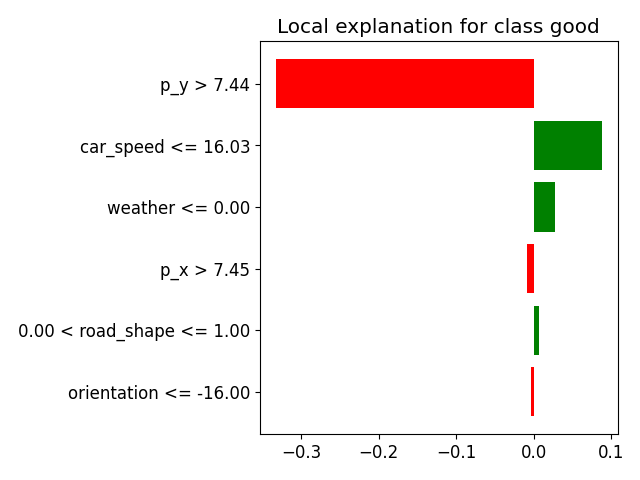 Local explanation for class good
p_y > 7.44
car_speed <= 16.03
weather <= 0.00
p_x > 7.45
0.00 < road_shape <= 1.00
orientation <= -16.00
−0.3 −0.2 −0.1 0.0 0.1